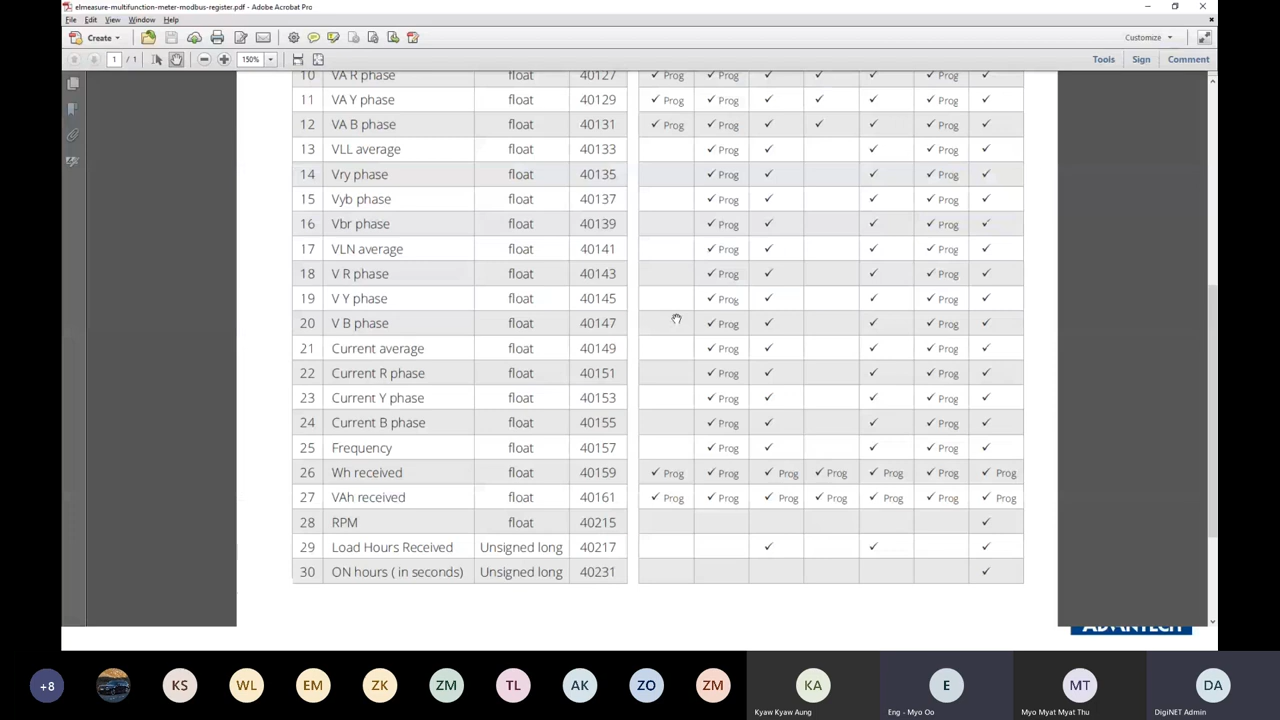 elmeasure-multifunction-meter-modbus-register.pdf - Adobe Acrobat Pro
File Edit View Window Help
Create Customize
1 / 1 150% Tools Sign Comment
10 VA R phase float 40127 ✓ Prog ✓ Prog ✓ ✓ ✓ ✓ Prog ✓
11 VA Y phase float 40129 ✓ Prog ✓ Prog ✓ ✓ ✓ ✓ Prog ✓
12 VA B phase float 40131 ✓ Prog ✓ Prog ✓ ✓ ✓ ✓ Prog ✓
13 VLL average float 40133 ✓ Prog ✓ ✓ ✓ Prog ✓
14 Vry phase float 40135 ✓ Prog ✓ ✓ ✓ Prog ✓
15 Vyb phase float 40137 ✓ Prog ✓ ✓ ✓ Prog ✓
16 Vbr phase float 40139 ✓ Prog ✓ ✓ ✓ Prog ✓
17 VLN average float 40141 ✓ Prog ✓ ✓ ✓ Prog ✓
18 V R phase float 40143 ✓ Prog ✓ ✓ ✓ Prog ✓
19 V Y phase float 40145 ✓ Prog ✓ ✓ ✓ Prog ✓
20 V B phase float 40147 ✓ Prog ✓ ✓ ✓ Prog ✓
21 Current average float 40149 ✓ Prog ✓ ✓ ✓ Prog ✓
22 Current R phase float 40151 ✓ Prog ✓ ✓ ✓ Prog ✓
23 Current Y phase float 40153 ✓ Prog ✓ ✓ ✓ Prog ✓
24 Current B phase float 40155 ✓ Prog ✓ ✓ ✓ Prog ✓
25 Frequency float 40157 ✓ Prog ✓ ✓ ✓ Prog ✓
26 Wh received float 40159 ✓ Prog ✓ Prog ✓ Prog ✓ Prog ✓ Prog ✓ Prog ✓ Prog
27 VAh received float 40161 ✓ Prog ✓ Prog ✓ Prog ✓ Prog ✓ Prog ✓ Prog ✓ Prog
28 RPM float 40215 ✓
29 Load Hours Received Unsigned long 40217 ✓ ✓ ✓
30 ON hours ( in seconds) Unsigned long 40231 ✓
ADVANTECH
+8 KS WL EM ZK ZM TL AK ZO ZM KA E MT DA
Kyaw Kyaw Aung Eng - Myo Oo Myo Myat Myat Thu DigiNET Admin